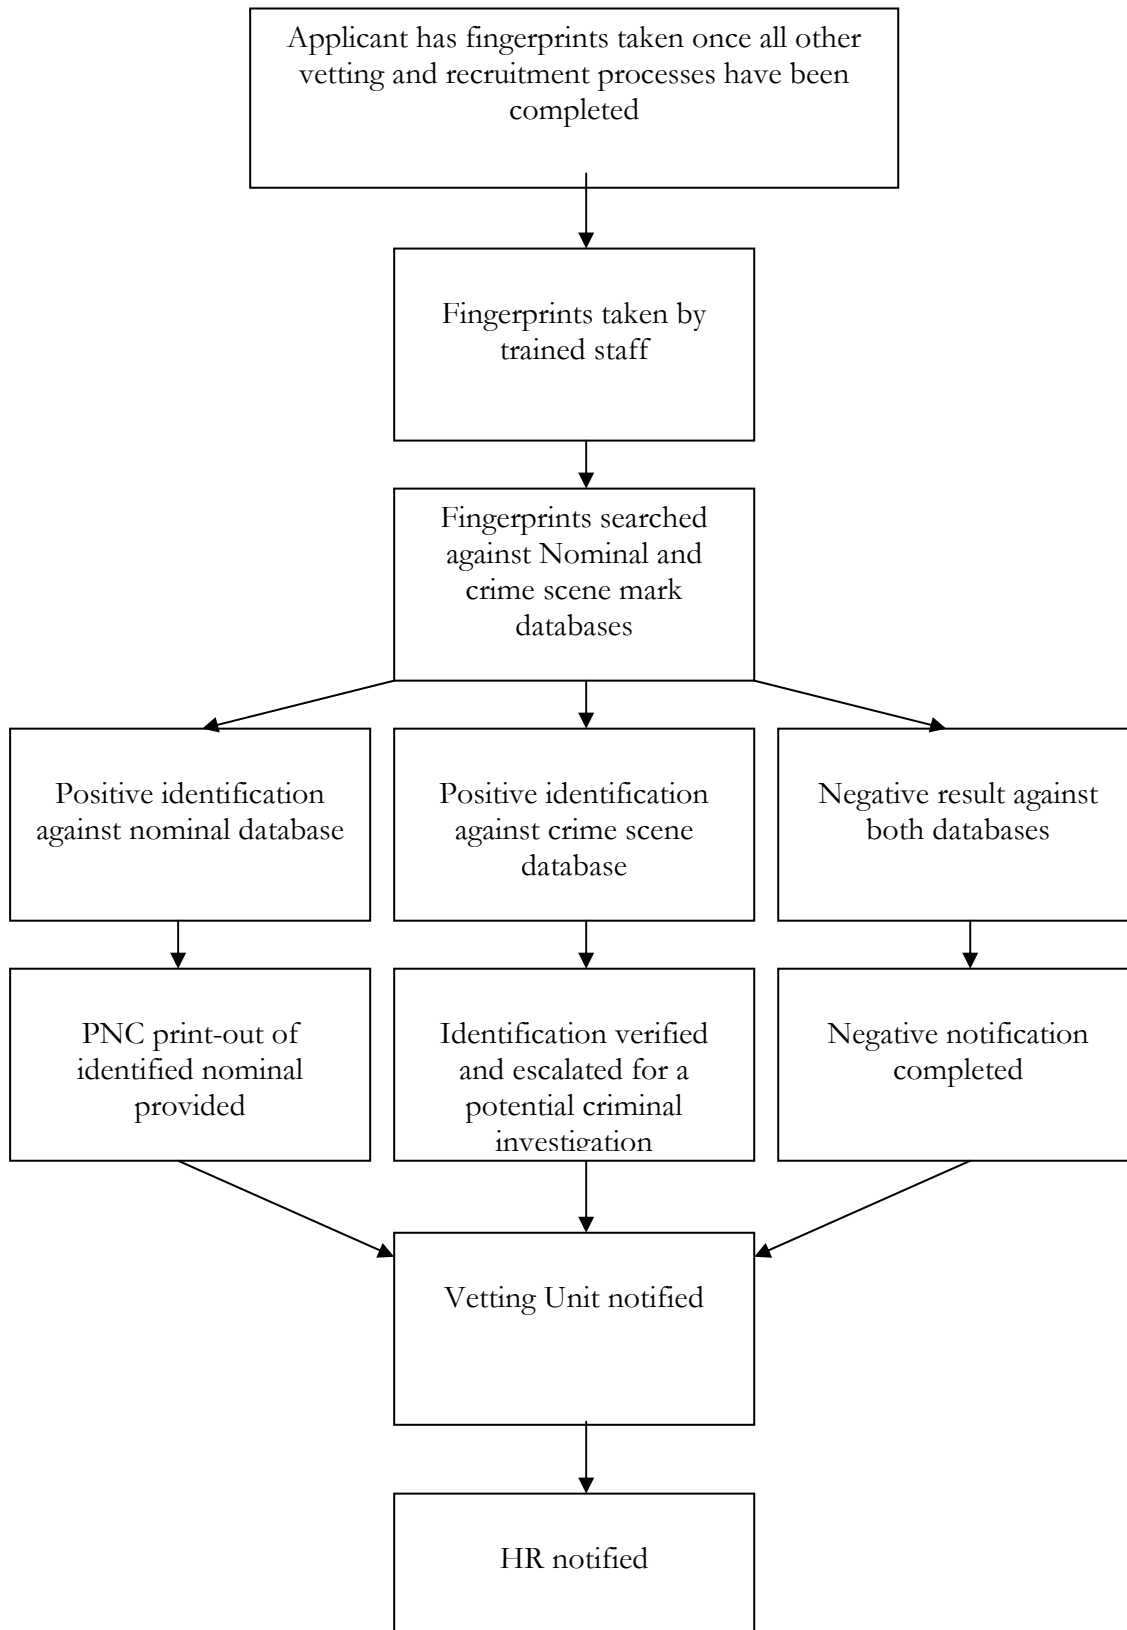 Applicant has fingerprints taken once all other
vetting and recruitment processes have been
completed
Fingerprints taken by
trained staff
Fingerprints searched
against Nominal and
crime scene mark
databases
Positive identification
against nominal database
Positive identification
against crime scene
database
Negative result against
both databases
PNC print-out of
identified nominal
provided
Identification verified
and escalated for a
potential criminal
investigation
Negative notification
completed
Vetting Unit notified
HR notified